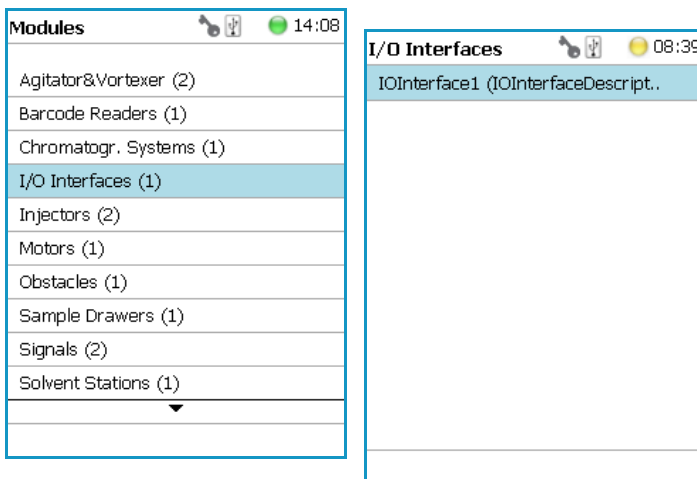 Modules 14:08
Agitator&Vortexer (2)
Barcode Readers (1)
Chromatogr. Systems (1)
I/O Interfaces (1)
Injectors (2)
Motors (1)
Obstacles (1)
Sample Drawers (1)
Signals (2)
Solvent Stations (1)
I/O Interfaces 08:39
IOInterface1 (IOInterfaceDescript..